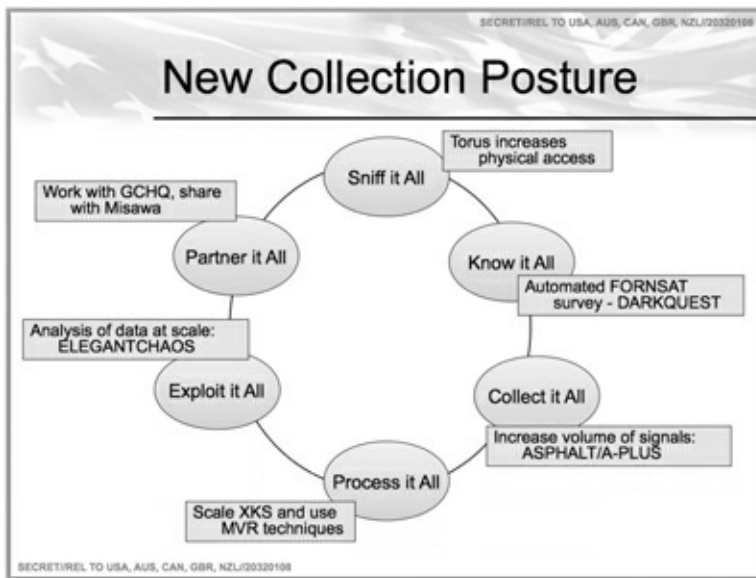 SECRET//REL TO USA, AUS, CAN, GBR, NZL//20320108
New Collection Posture
Torus increases
physical access
Sniff it All
Work with GCHQ, share
with Misawa
Partner it All
Know it All
Automated FORNSAT
survey - DARKQUEST
Analysis of data at scale:
ELEGANTCHAOS
Exploit it All
Collect it All
Increase volume of signals:
ASPHALT/A-PLUS
Process it All
Scale XKS and use
MVR techniques
SECRET//REL TO USA, AUS, CAN, GBR, NZL//20320108